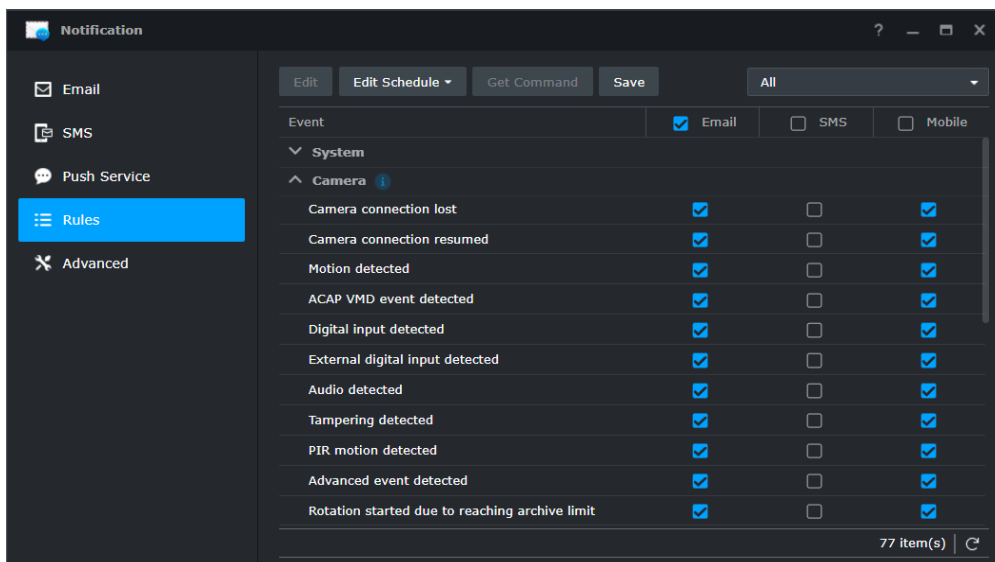 Notification
Email
SMS
Push Service
Rules
Advanced
Edit Edit Schedule Get Command Save All
Event Email SMS Mobile
System
Camera
Camera connection lost
Camera connection resumed
Motion detected
ACAP VMD event detected
Digital input detected
External digital input detected
Audio detected
Tampering detected
PIR motion detected
Advanced event detected
Rotation started due to reaching archive limit
77 item(s)